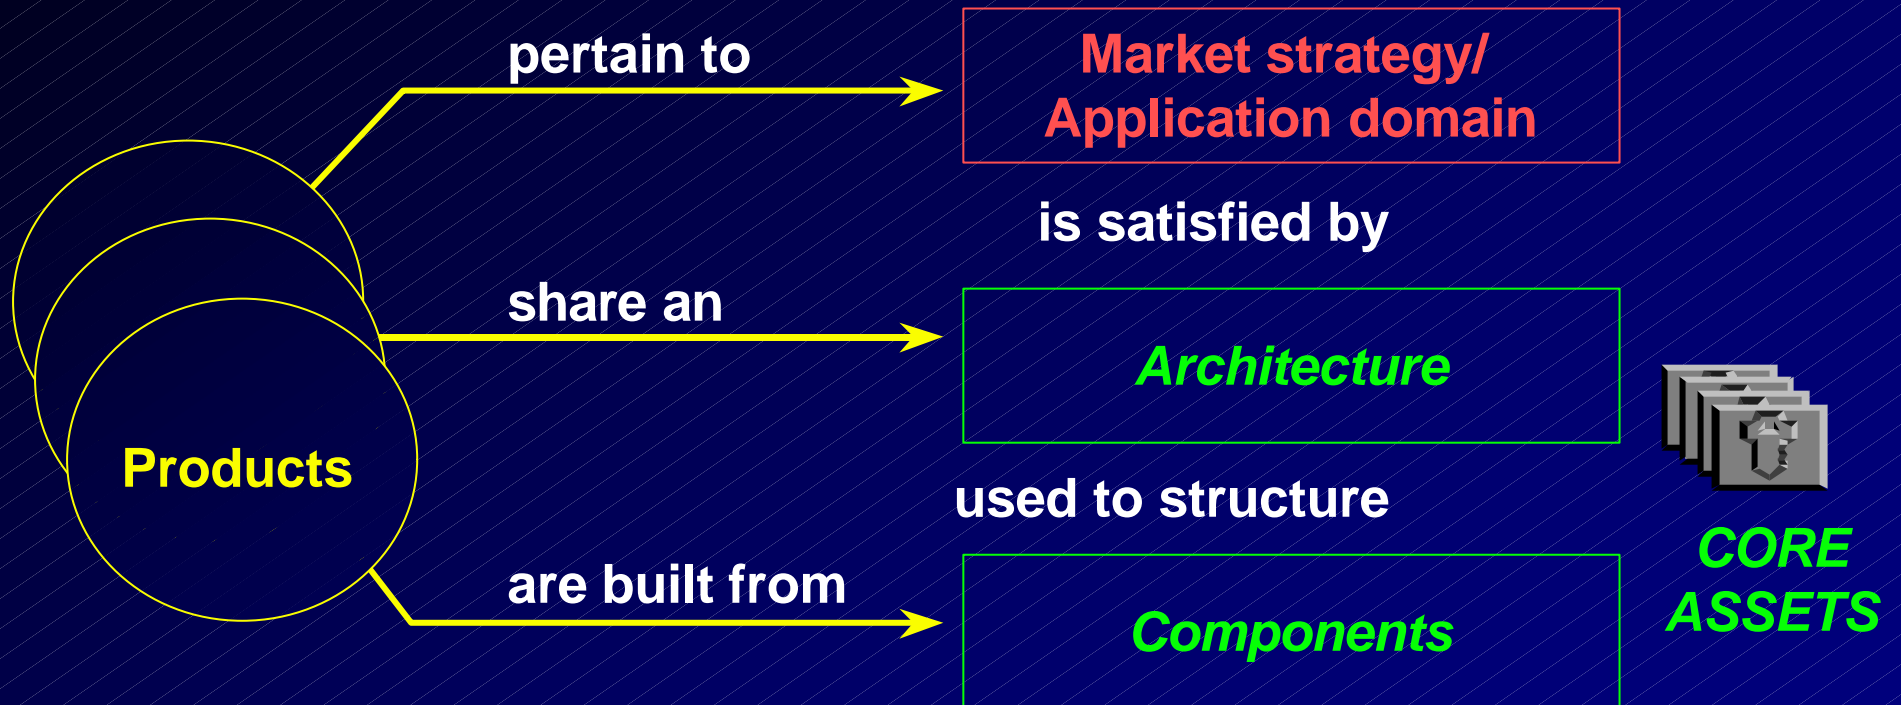 pertain to
Market strategy/
Application domain
is satisfied by
share an
Architecture
Products
used to structure
CORE
ASSETS
are built from
Components